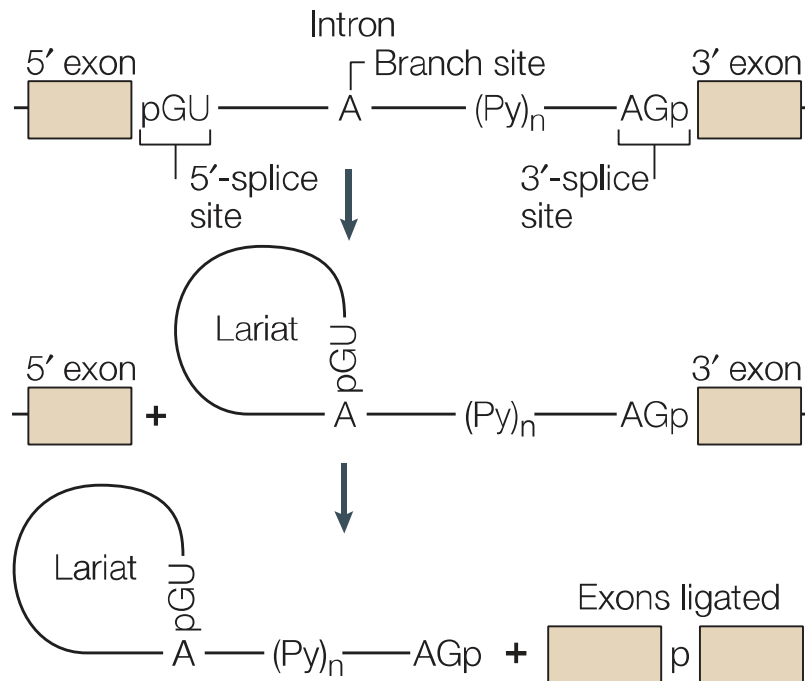 Intron
5′ exon
Branch site
3′ exon
pGU
A
(Py)n
AGp
5′-splice
site
3′-splice
site
Lariat
pGU
5′ exon
3′ exon
+
A
(Py)n
AGp
Lariat
pGU
Exons ligated
A
(Py)n
AGp
+
p